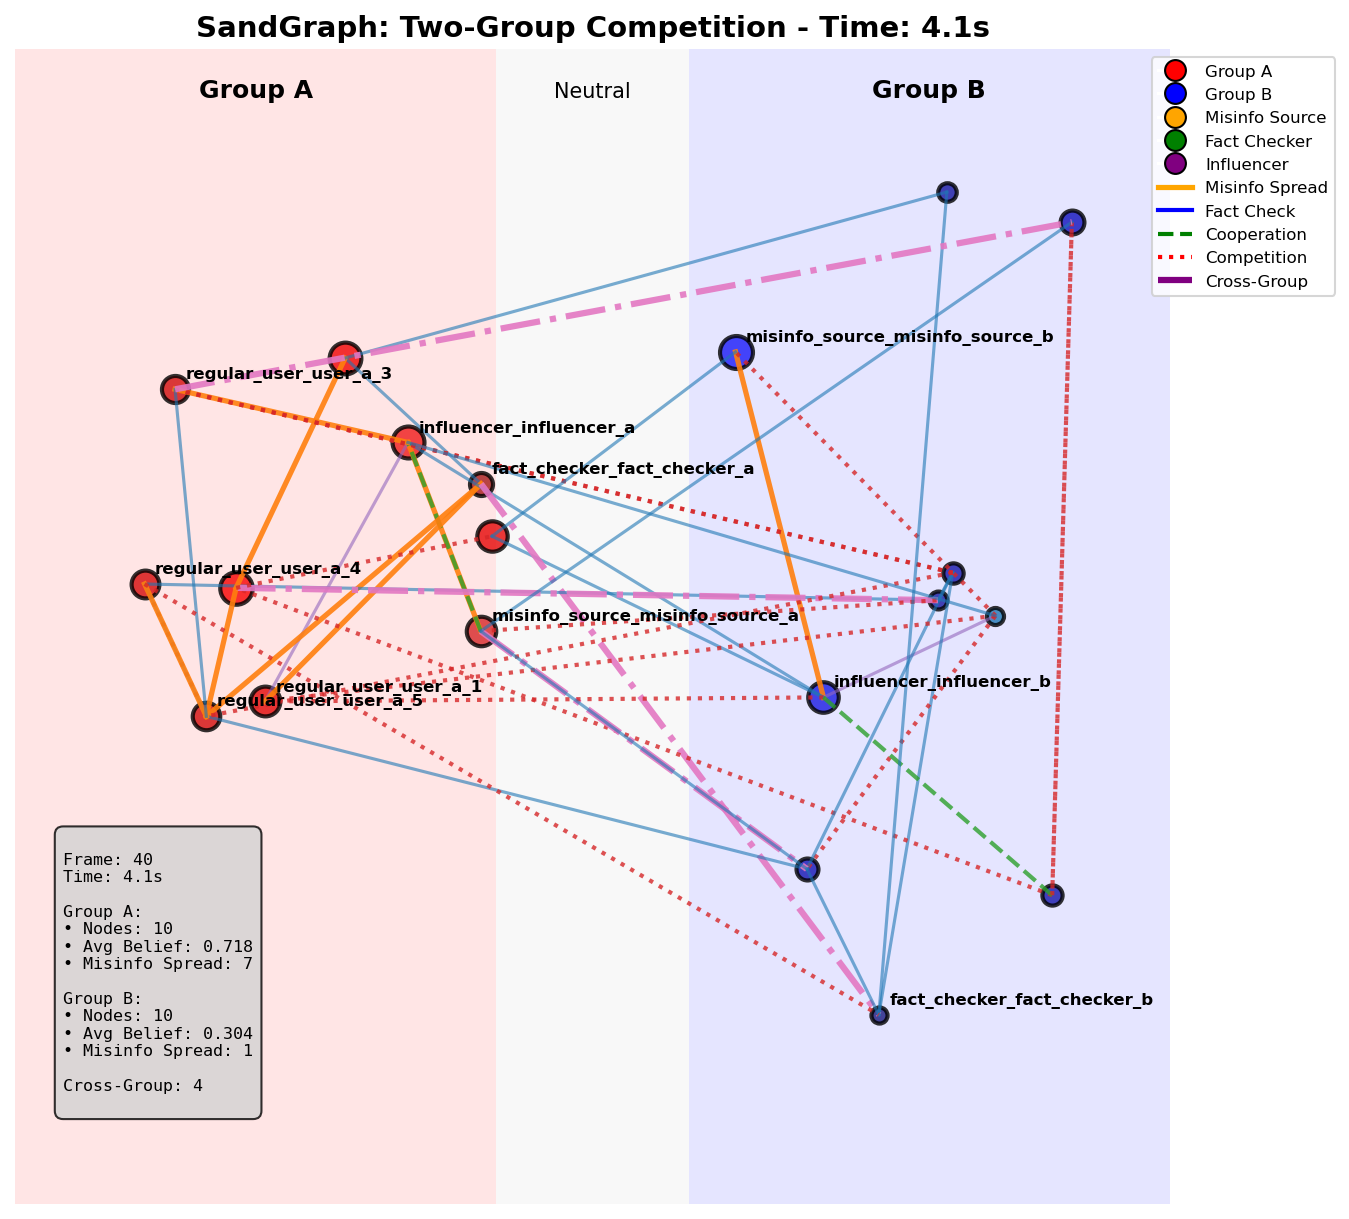 SandGraph: Two-Group Competition - Time: 4.1s
Group A
Neutral
Group B
Group A
Group B
Misinfo Source
Fact Checker
Influencer
Misinfo Spread
Fact Check
Cooperation
Competition
Cross-Group
misinfo_source_misinfo_source_b
regular_user_user_a_3
influencer_influencer_a
fact_checker_fact_checker_a
regular_user_user_a_4
misinfo_source_misinfo_source_a
influencer_influencer_b
regular_user_user_a_1
regular_user_user_a_5
fact_checker_fact_checker_b
Frame: 40
Time: 4.1s
Group A:
• Nodes: 10
• Avg Belief: 0.718
• Misinfo Spread: 7
Group B:
• Nodes: 10
• Avg Belief: 0.304
• Misinfo Spread: 1
Cross-Group: 4